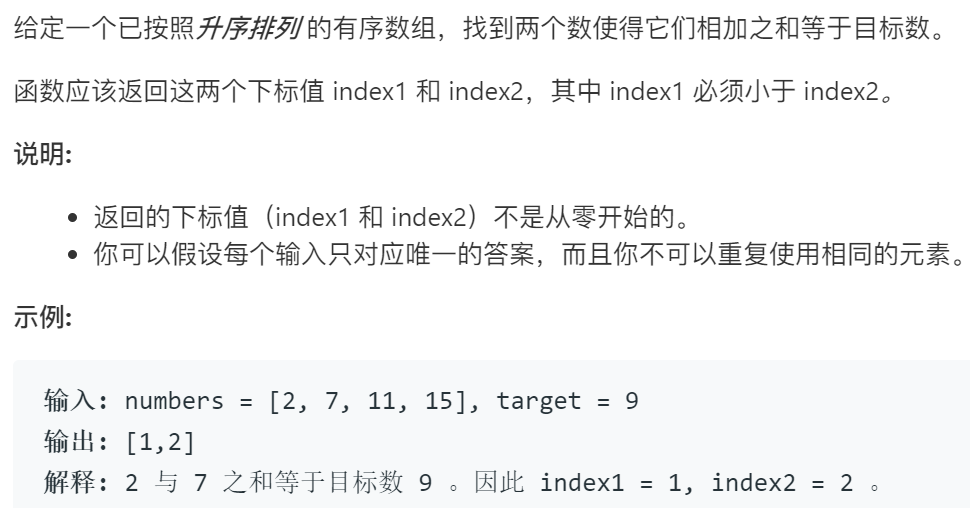 给定一个已按照升序排列 的有序数组，找到两个数使得它们相加之和等于目标数。
函数应该返回这两个下标值 index1 和 index2，其中 index1 必须小于 index2。
说明:
• 返回的下标值（index1 和 index2）不是从零开始的。
• 你可以假设每个输入只对应唯一的答案，而且你不可以重复使用相同的元素。
示例:
输入: numbers = [2, 7, 11, 15], target = 9
输出: [1,2]
解释: 2 与 7 之和等于目标数 9 。因此 index1 = 1, index2 = 2 。